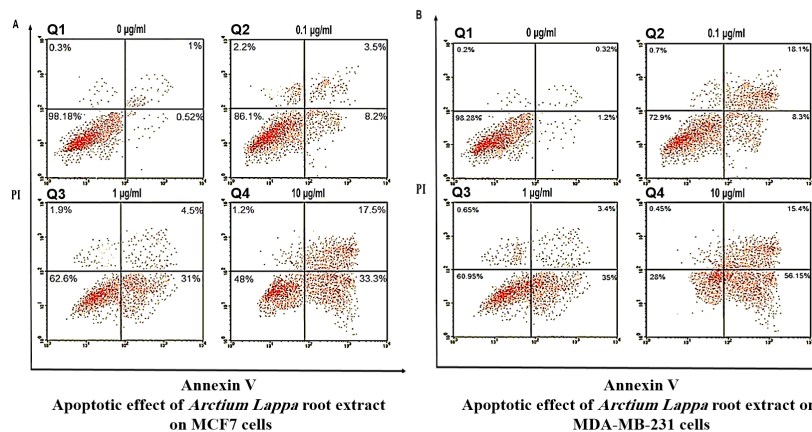 A
B
Q1
0 µg/ml
0.3%
1%
98.18%
0.52%
Q2
0.1 µg/ml
2.2%
3.5%
86.1%
8.2%
Q3
1 µg/ml
1.9%
4.5%
62.6%
31%
Q4
10 µg/ml
1.2%
17.5%
48%
33.3%
PI
Annexin V
Apoptotic effect of Arctium Lappa root extract
on MCF7 cells
Q1
0 µg/ml
0.2%
0.32%
98.28%
1.2%
Q2
0.1 µg/ml
0.7%
18.1%
72.9%
8.3%
PI
Q3
1 µg/ml
0.65%
3.4%
60.95%
35%
Q4
10 µg/ml
0.45%
15.4%
28%
56.15%
Annexin V
Apoptotic effect of Arctium Lappa root extract on
MDA-MB-231 cells